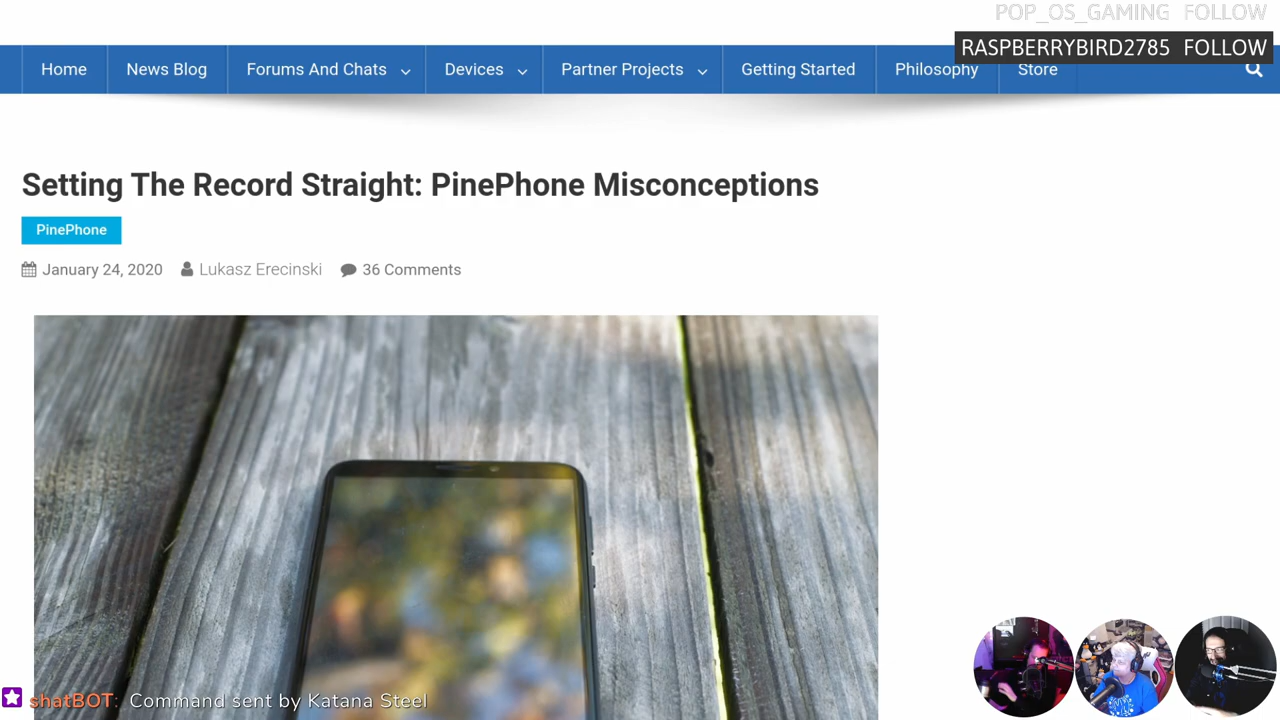 POP_OS_GAMING FOLLOW
RASPBERRYBIRD2785 FOLLOW
Home News Blog Forums And Chats Devices Partner Projects Getting Started Philosophy Store
Setting The Record Straight: PinePhone Misconceptions
PinePhone
January 24, 2020 Lukasz Erecinski 36 Comments
shatBOT: Command sent by Katana Steel